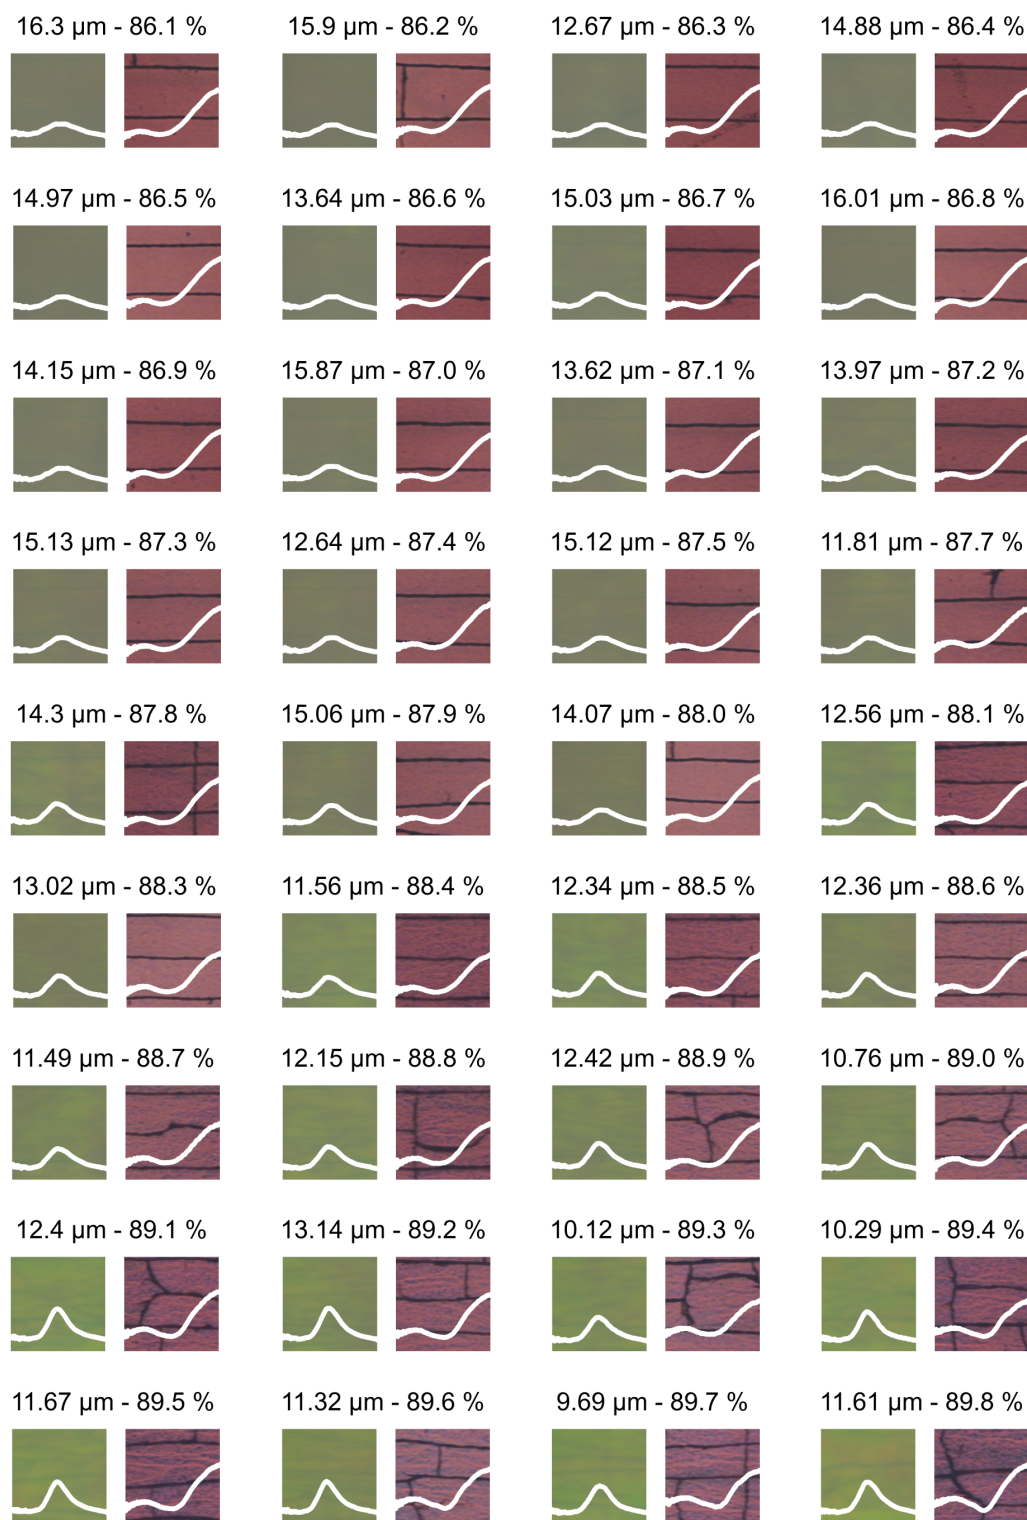 16.3 µm - 86.1 %
15.9 µm - 86.2 %
12.67 µm - 86.3 %
14.88 µm - 86.4 %
14.97 µm - 86.5 %
13.64 µm - 86.6 %
15.03 µm - 86.7 %
16.01 µm - 86.8 %
14.15 µm - 86.9 %
15.87 µm - 87.0 %
13.62 µm - 87.1 %
13.97 µm - 87.2 %
15.13 µm - 87.3 %
12.64 µm - 87.4 %
15.12 µm - 87.5 %
11.81 µm - 87.7 %
14.3 µm - 87.8 %
15.06 µm - 87.9 %
14.07 µm - 88.0 %
12.56 µm - 88.1 %
13.02 µm - 88.3 %
11.56 µm - 88.4 %
12.34 µm - 88.5 %
12.36 µm - 88.6 %
11.49 µm - 88.7 %
12.15 µm - 88.8 %
12.42 µm - 88.9 %
10.76 µm - 89.0 %
12.4 µm - 89.1 %
13.14 µm - 89.2 %
10.12 µm - 89.3 %
10.29 µm - 89.4 %
11.67 µm - 89.5 %
11.32 µm - 89.6 %
9.69 µm - 89.7 %
11.61 µm - 89.8 %